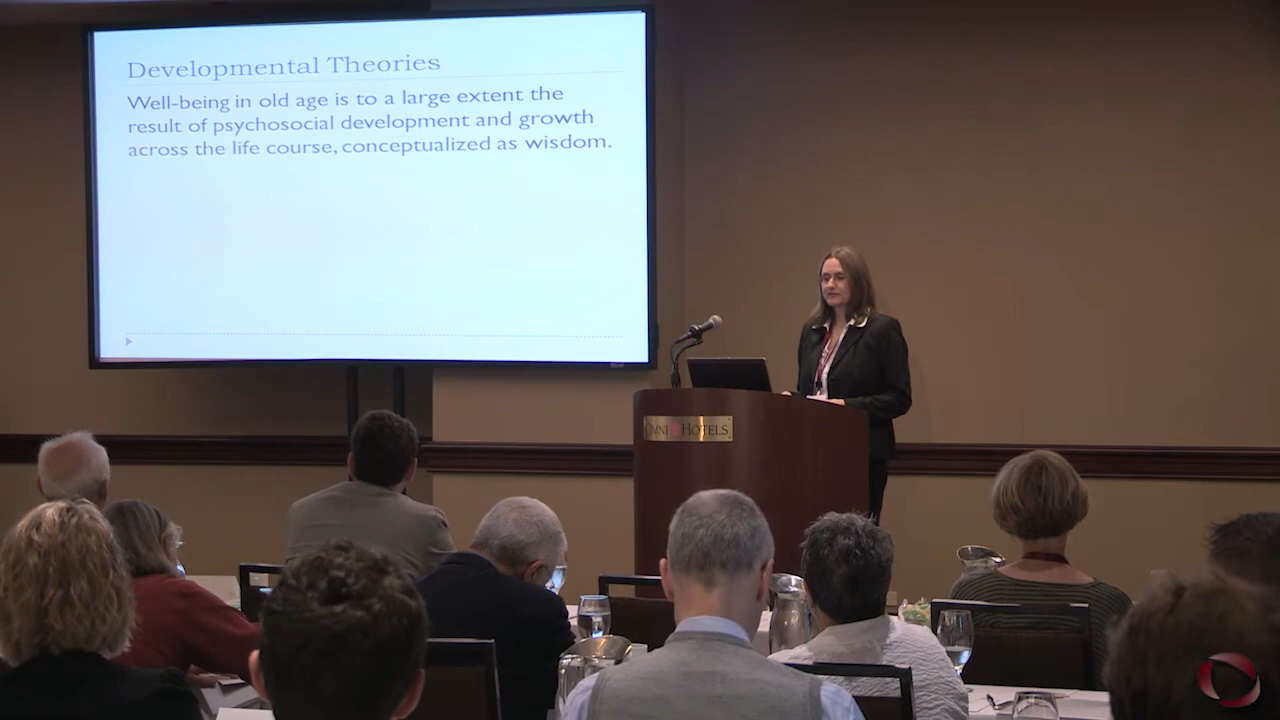 Developmental Theories
Well-being in old age is to a large extent the
result of psychosocial development and growth
across the life course, conceptualized as wisdom.
OMNI HOTELS